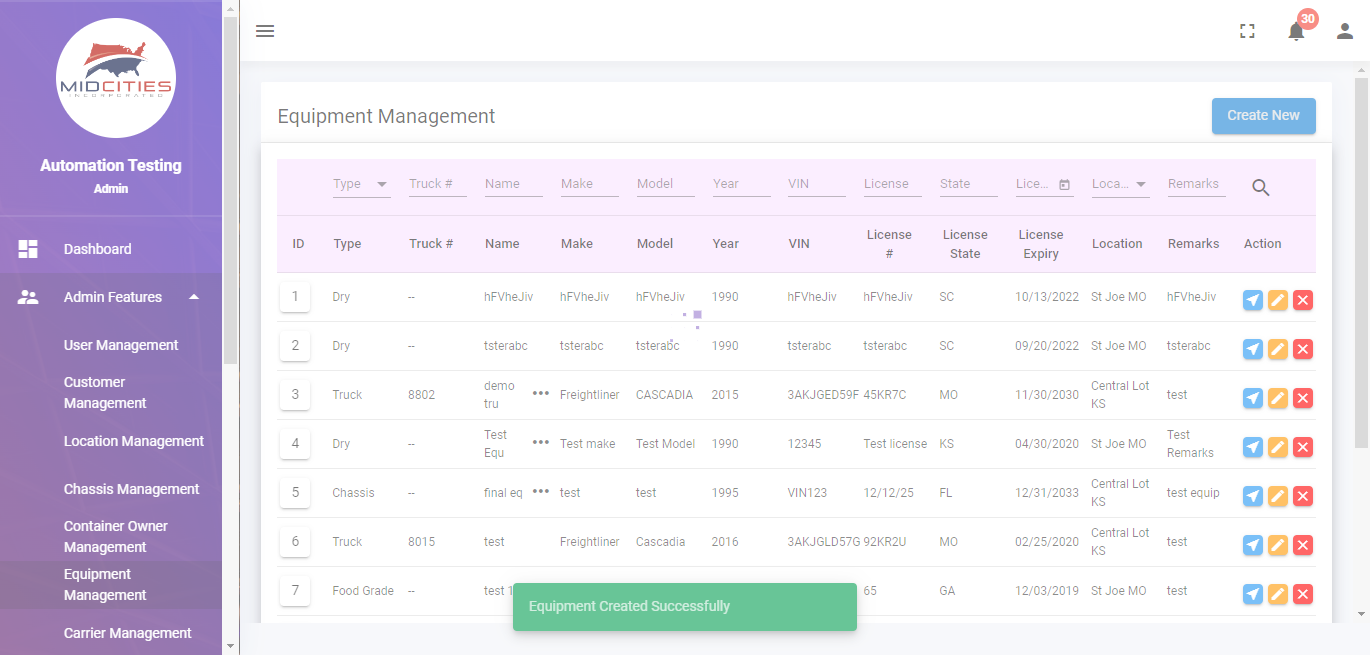 MIDCITIES
INCORPORATED
Automation Testing
Admin
Dashboard
Admin Features
User Management
Customer
Management
Location Management
Chassis Management
Container Owner
Management
Equipment
Management
Carrier Management
30
Equipment Management
Create New
Type Truck # Name Make Model Year VIN License State Lice... Loca... Remarks
ID Type Truck # Name Make Model Year VIN License # License State License Expiry Location Remarks Action
1 Dry -- hFVheJiv hFVheJiv hFVheJiv 1990 hFVheJiv hFVheJiv SC 10/13/2022 St Joe MO hFVheJiv
2 Dry -- tsterabc tsterabc tsterabc 1990 tsterabc tsterabc SC 09/20/2022 St Joe MO tsterabc
3 Truck 8802 demo tru ••• Freightliner CASCADIA 2015 3AKJGED59F 45KR7C MO 11/30/2030 Central Lot KS test
4 Dry -- Test Equ ••• Test make Test Model 1990 12345 Test license KS 04/30/2020 St Joe MO Test Remarks
5 Chassis -- final eq ••• test test 1995 VIN123 12/12/25 FL 12/31/2033 Central Lot KS test equip
6 Truck 8015 test Freightliner Cascadia 2016 3AKJGLD57G 92KR2U MO 02/25/2020 Central Lot KS test
7 Food Grade -- test 65 GA 12/03/2019 St Joe MO test
Equipment Created Successfully